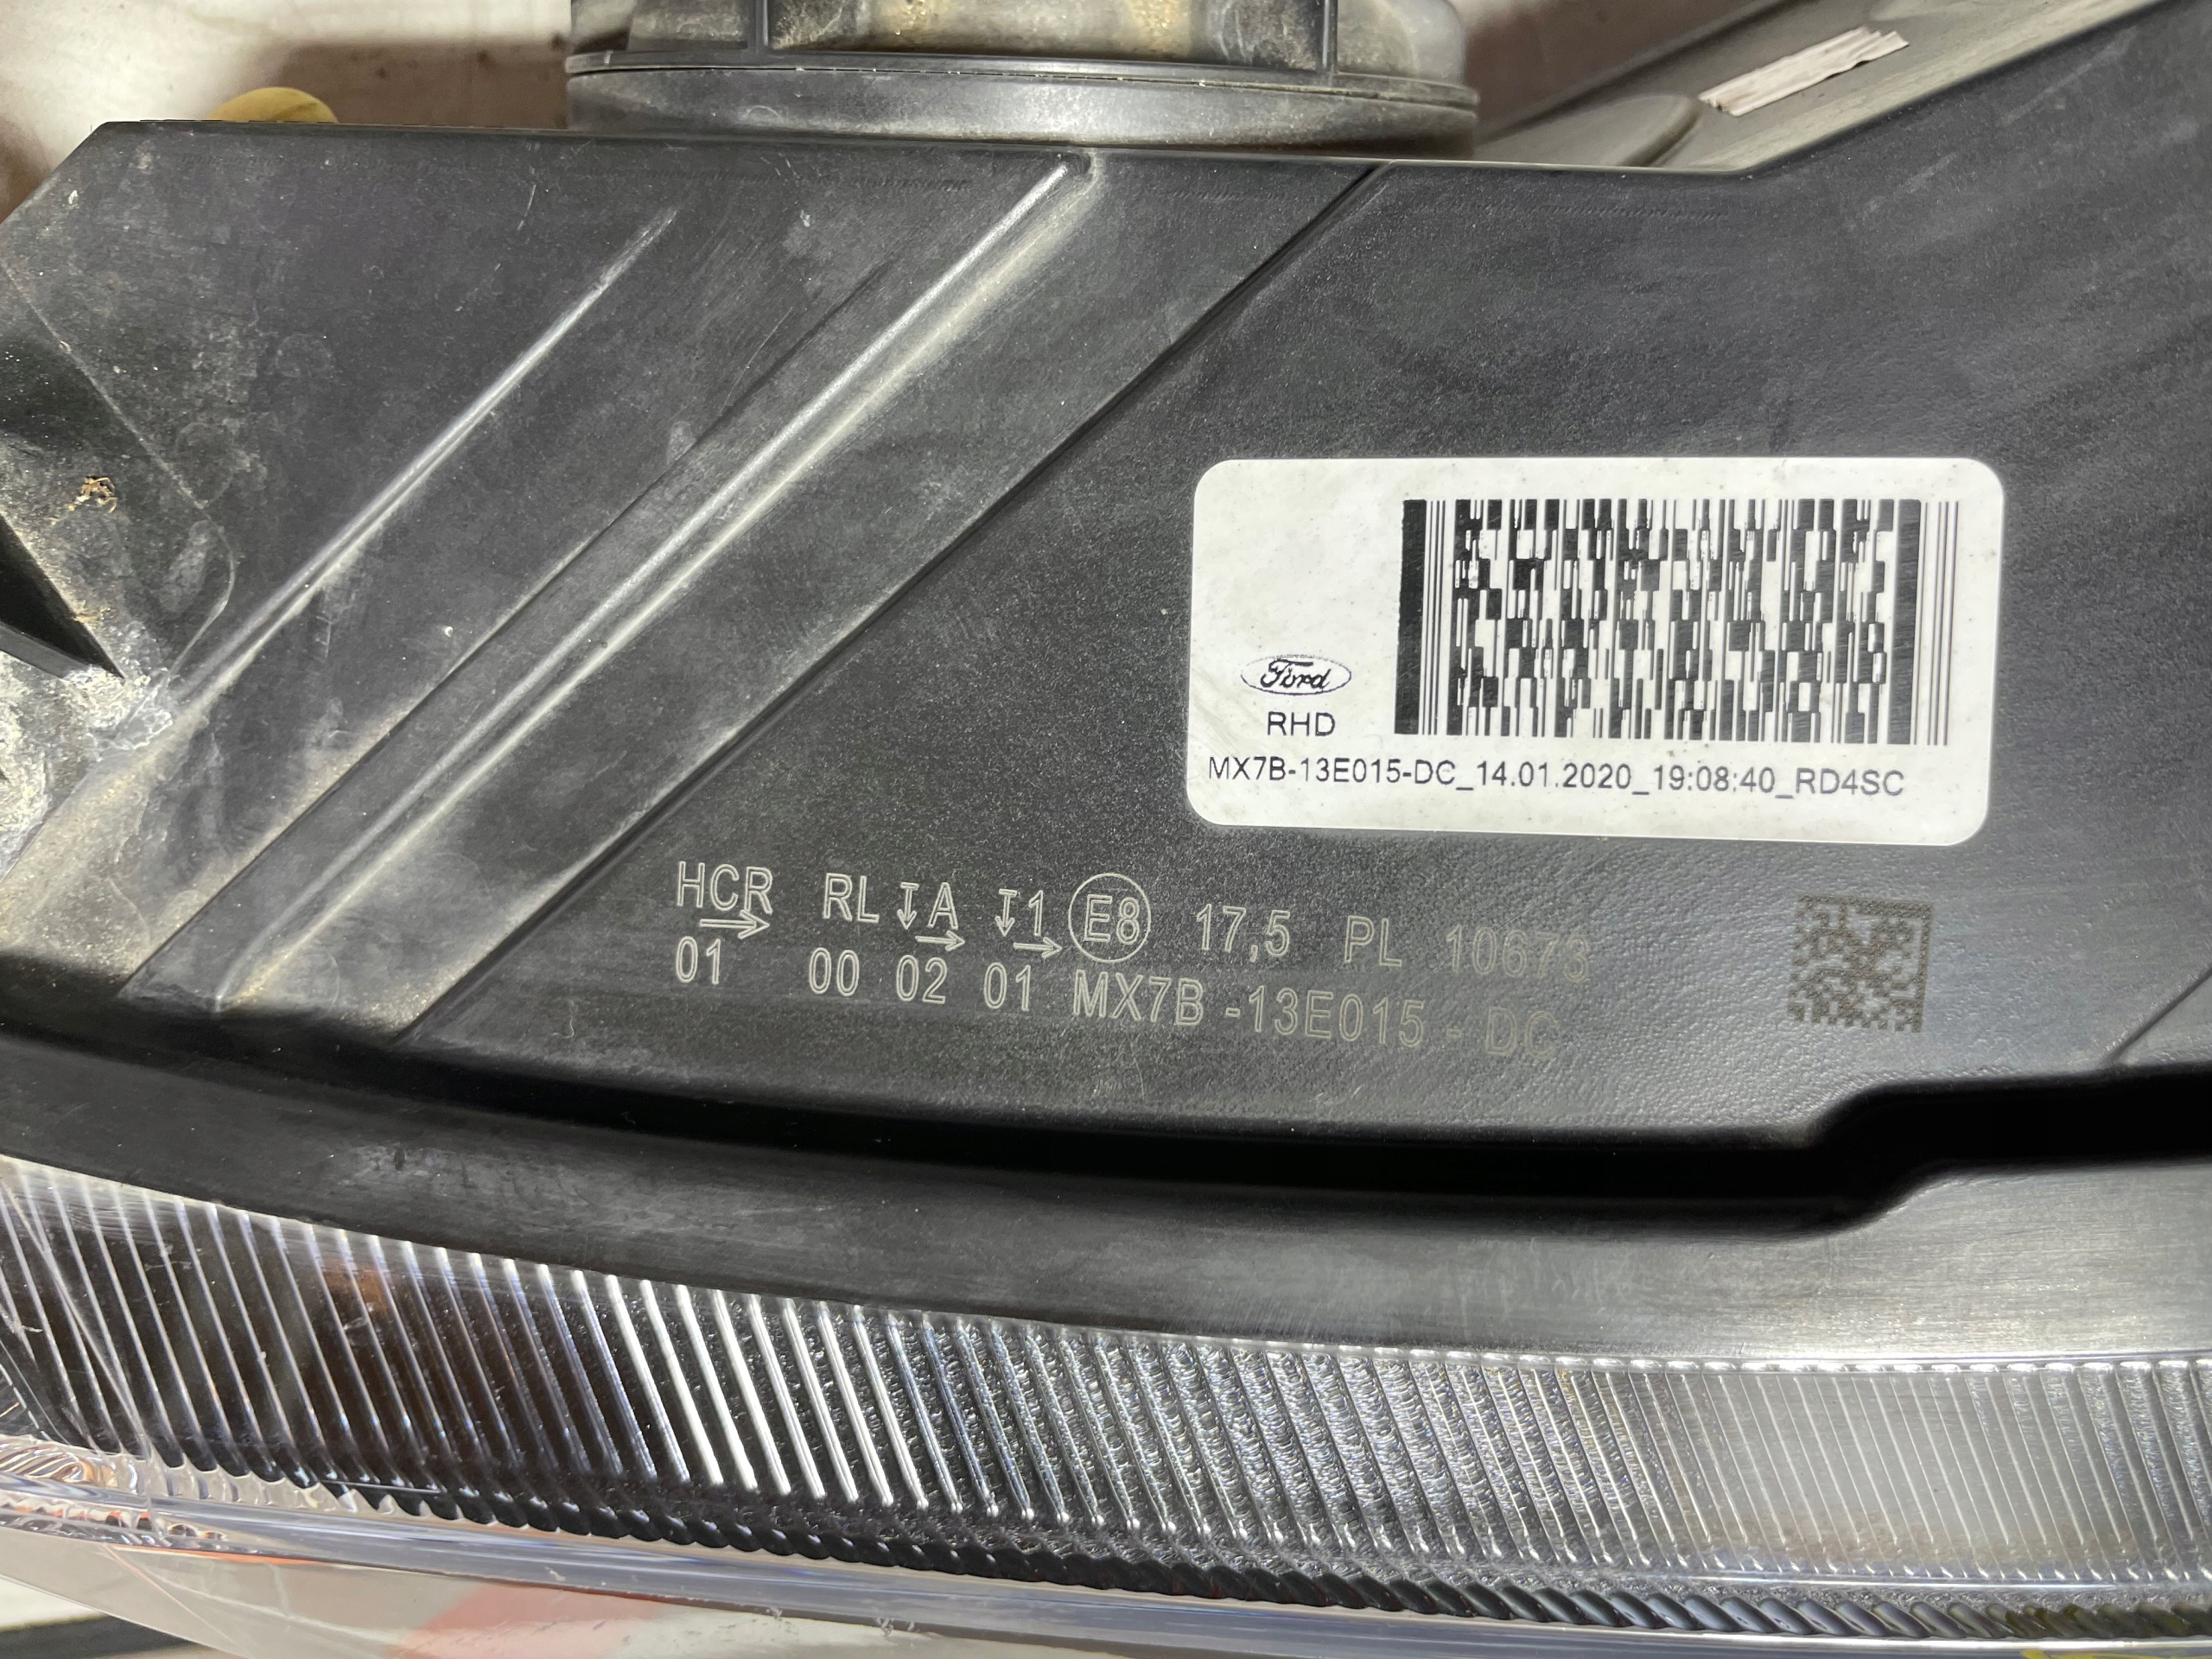 Ford
RHD
MX7B-13E015-DC_14.01.2020_19:08:40_RD4SC
HCR RL A 1 E8 17,5 PL 10673
01 00 02 01 MX7B -13E015 - DC